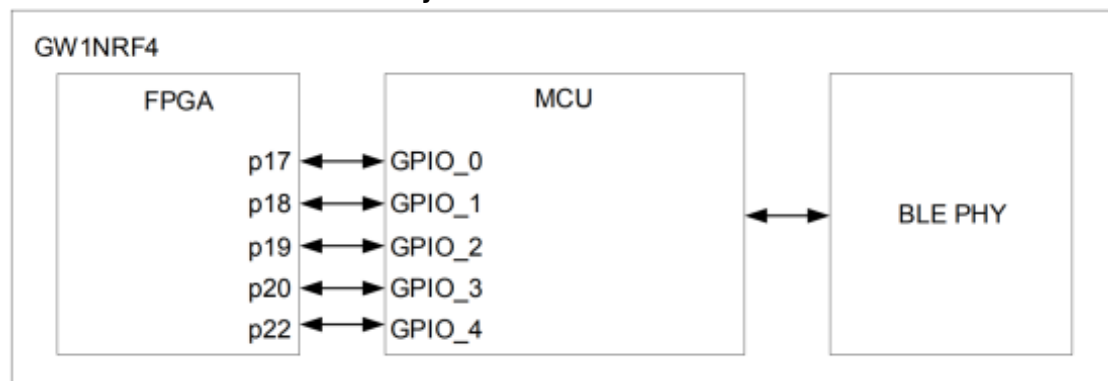 GW1NRF4
FPGA
MCU
p17 GPIO_0
p18 GPIO_1
p19 GPIO_2
BLE PHY
p20 GPIO_3
p22 GPIO_4